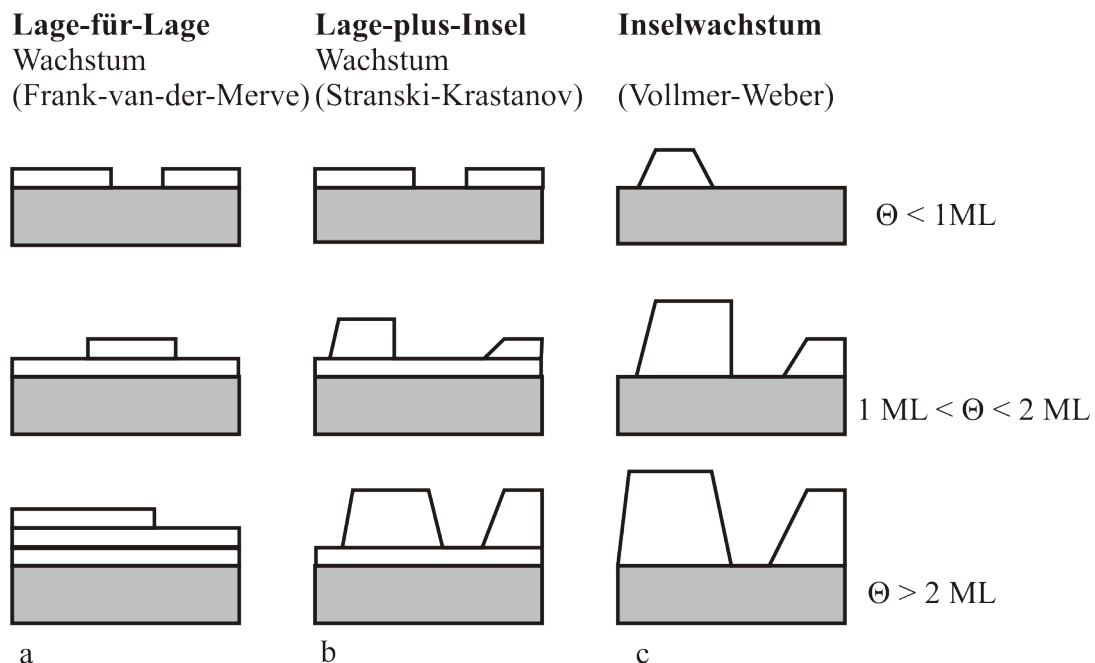 Lage-für-Lage
Wachstum
(Frank-van-der-Merve)
Lage-plus-Insel
Wachstum
(Stranski-Krastanov)
Inselwachstum
(Vollmer-Weber)
Θ < 1ML
1 ML < Θ < 2 ML
Θ > 2 ML
a
b
c